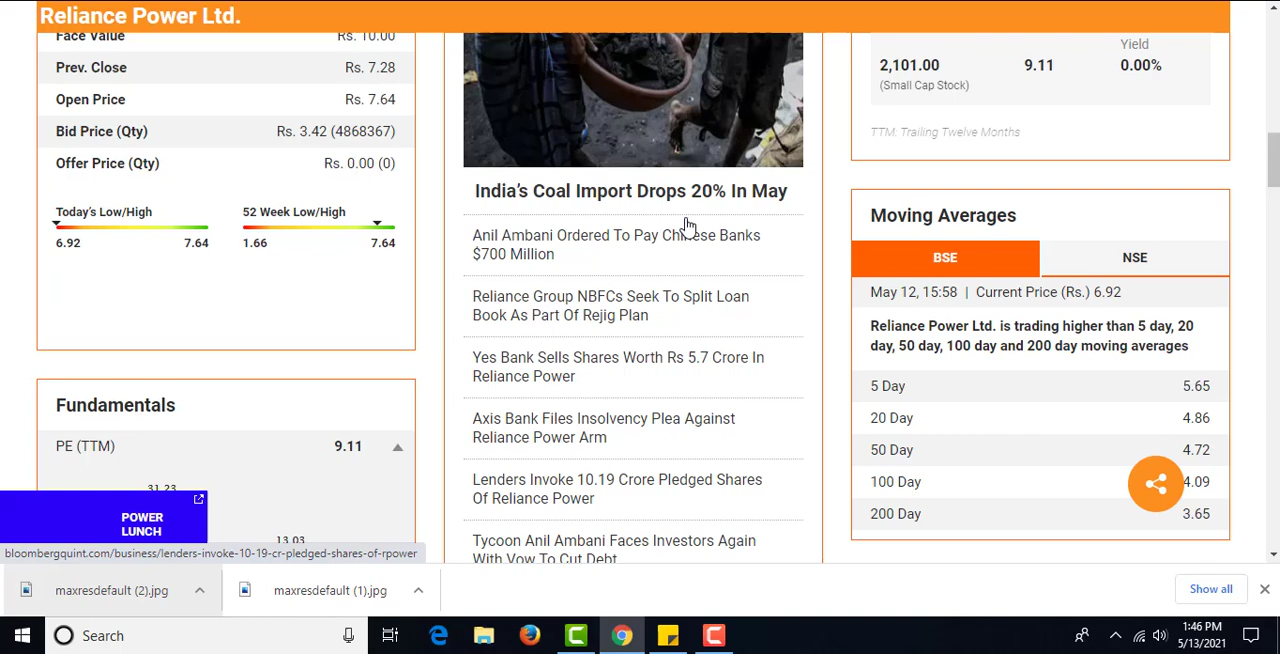 Reliance Power Ltd.
Face Value Rs. 10.00
Prev. Close Rs. 7.28
Open Price Rs. 7.64
Bid Price (Qty) Rs. 3.42 (4868367)
Offer Price (Qty) Rs. 0.00 (0)
Today's Low/High 52 Week Low/High
6.92 7.64 1.66 7.64
Fundamentals
PE (TTM) 9.11
31.23
13.03
POWER
LUNCH
bloombergquint.com/business/lenders-invoke-10-19-cr-pledged-shares-of-rpower
India's Coal Import Drops 20% In May
Anil Ambani Ordered To Pay Chinese Banks
$700 Million
Reliance Group NBFCs Seek To Split Loan
Book As Part Of Rejig Plan
Yes Bank Sells Shares Worth Rs 5.7 Crore In
Reliance Power
Axis Bank Files Insolvency Plea Against
Reliance Power Arm
Lenders Invoke 10.19 Crore Pledged Shares
Of Reliance Power
Tycoon Anil Ambani Faces Investors Again
With Vow To Cut Debt
Yield
2,101.00 9.11 0.00%
(Small Cap Stock)
TTM: Trailing Twelve Months
Moving Averages
BSE NSE
May 12, 15:58 | Current Price (Rs.) 6.92
Reliance Power Ltd. is trading higher than 5 day, 20
day, 50 day, 100 day and 200 day moving averages
5 Day 5.65
20 Day 4.86
50 Day 4.72
100 Day 4.09
200 Day 3.65
maxresdefault (2).jpg maxresdefault (1).jpg Show all
Search
1:46 PM
5/13/2021